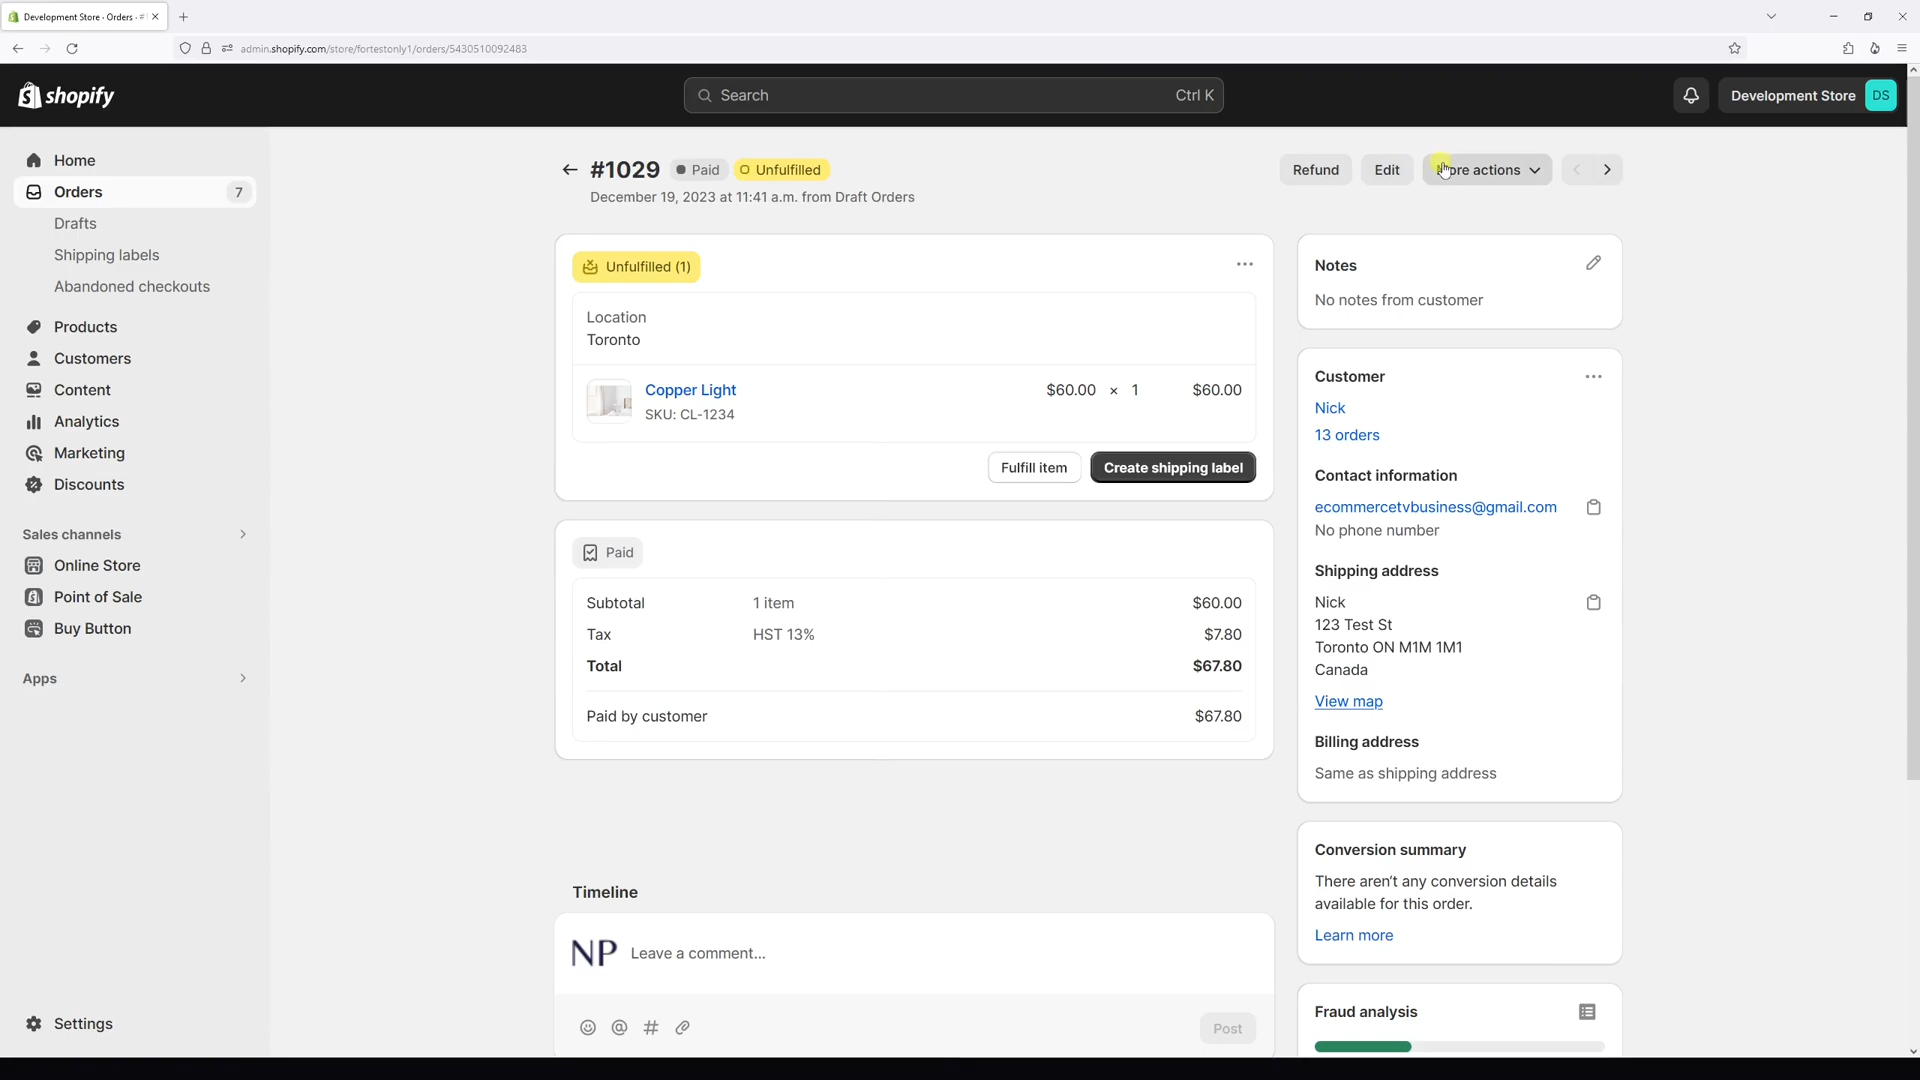 Development Store · Orders · #
admin.shopify.com/store/fortestonly1/orders/5430510092483
shopify
Search
Ctrl K
Development Store
DS
Home
Orders
7
Drafts
Shipping labels
Abandoned checkouts
Products
Customers
Content
Analytics
Marketing
Discounts
Sales channels
Online Store
Point of Sale
Buy Button
Apps
Settings
#1029
Paid
Unfulfilled
December 19, 2023 at 11:41 a.m. from Draft Orders
Refund
Edit
ore actions
Unfulfilled (1)
Location
Toronto
Copper Light
$60.00 × 1
$60.00
SKU: CL-1234
Fulfill item
Create shipping label
Paid
Subtotal 1 item $60.00
Tax HST 13% $7.80
Total $67.80
Paid by customer $67.80
Timeline
NP
Leave a comment...
Post
Notes
No notes from customer
Customer
Nick
13 orders
Contact information
ecommercetvbusiness@gmail.com
No phone number
Shipping address
Nick
123 Test St
Toronto ON M1M 1M1
Canada
View map
Billing address
Same as shipping address
Conversion summary
There aren't any conversion details
available for this order.
Learn more
Fraud analysis